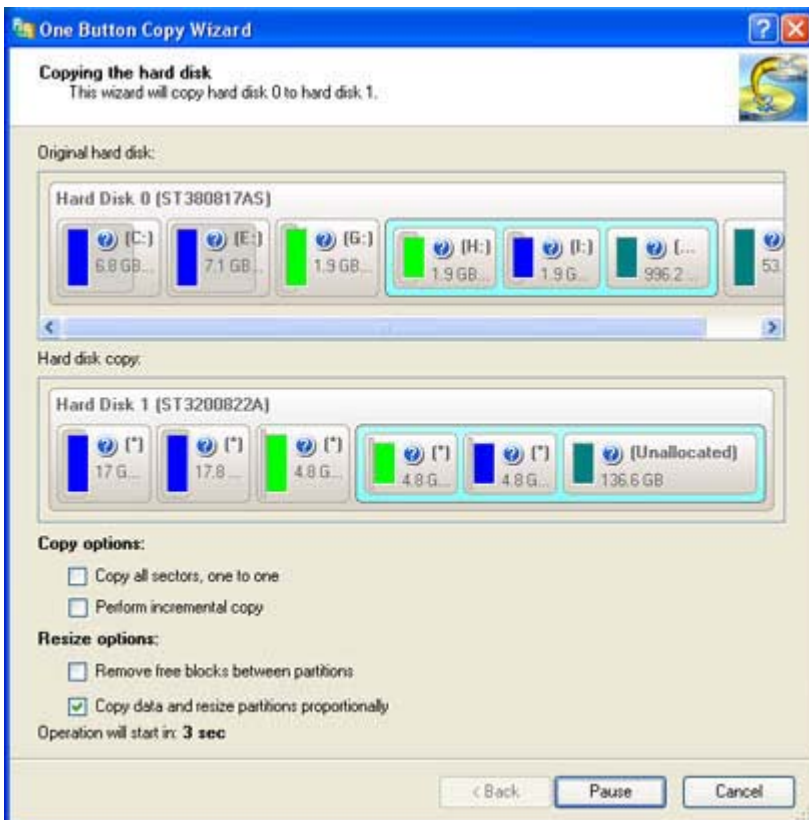 One Button Copy Wizard
Copying the hard disk
This wizard will copy hard disk 0 to hard disk 1.
Original hard disk:
Hard Disk 0 (ST380817AS)
(C:) (E:) (G:) (H:) (I:) (...
6.8 GB... 7.1 GB... 1.9 GB... 1.9 GB... 1.9 G... 996.2 ... 53.
Hard disk copy:
Hard Disk 1 (ST3200822A)
(*) (*) (*) (*) (*) (Unallocated)
17 G... 17.8 ... 4.8 G... 4.8 G... 4.8 G... 136.6 GB
Copy options:
Copy all sectors, one to one
Perform incremental copy
Resize options:
Remove free blocks between partitions
Copy data and resize partitions proportionally
Operation will start in: 3 sec
< Back Pause Cancel